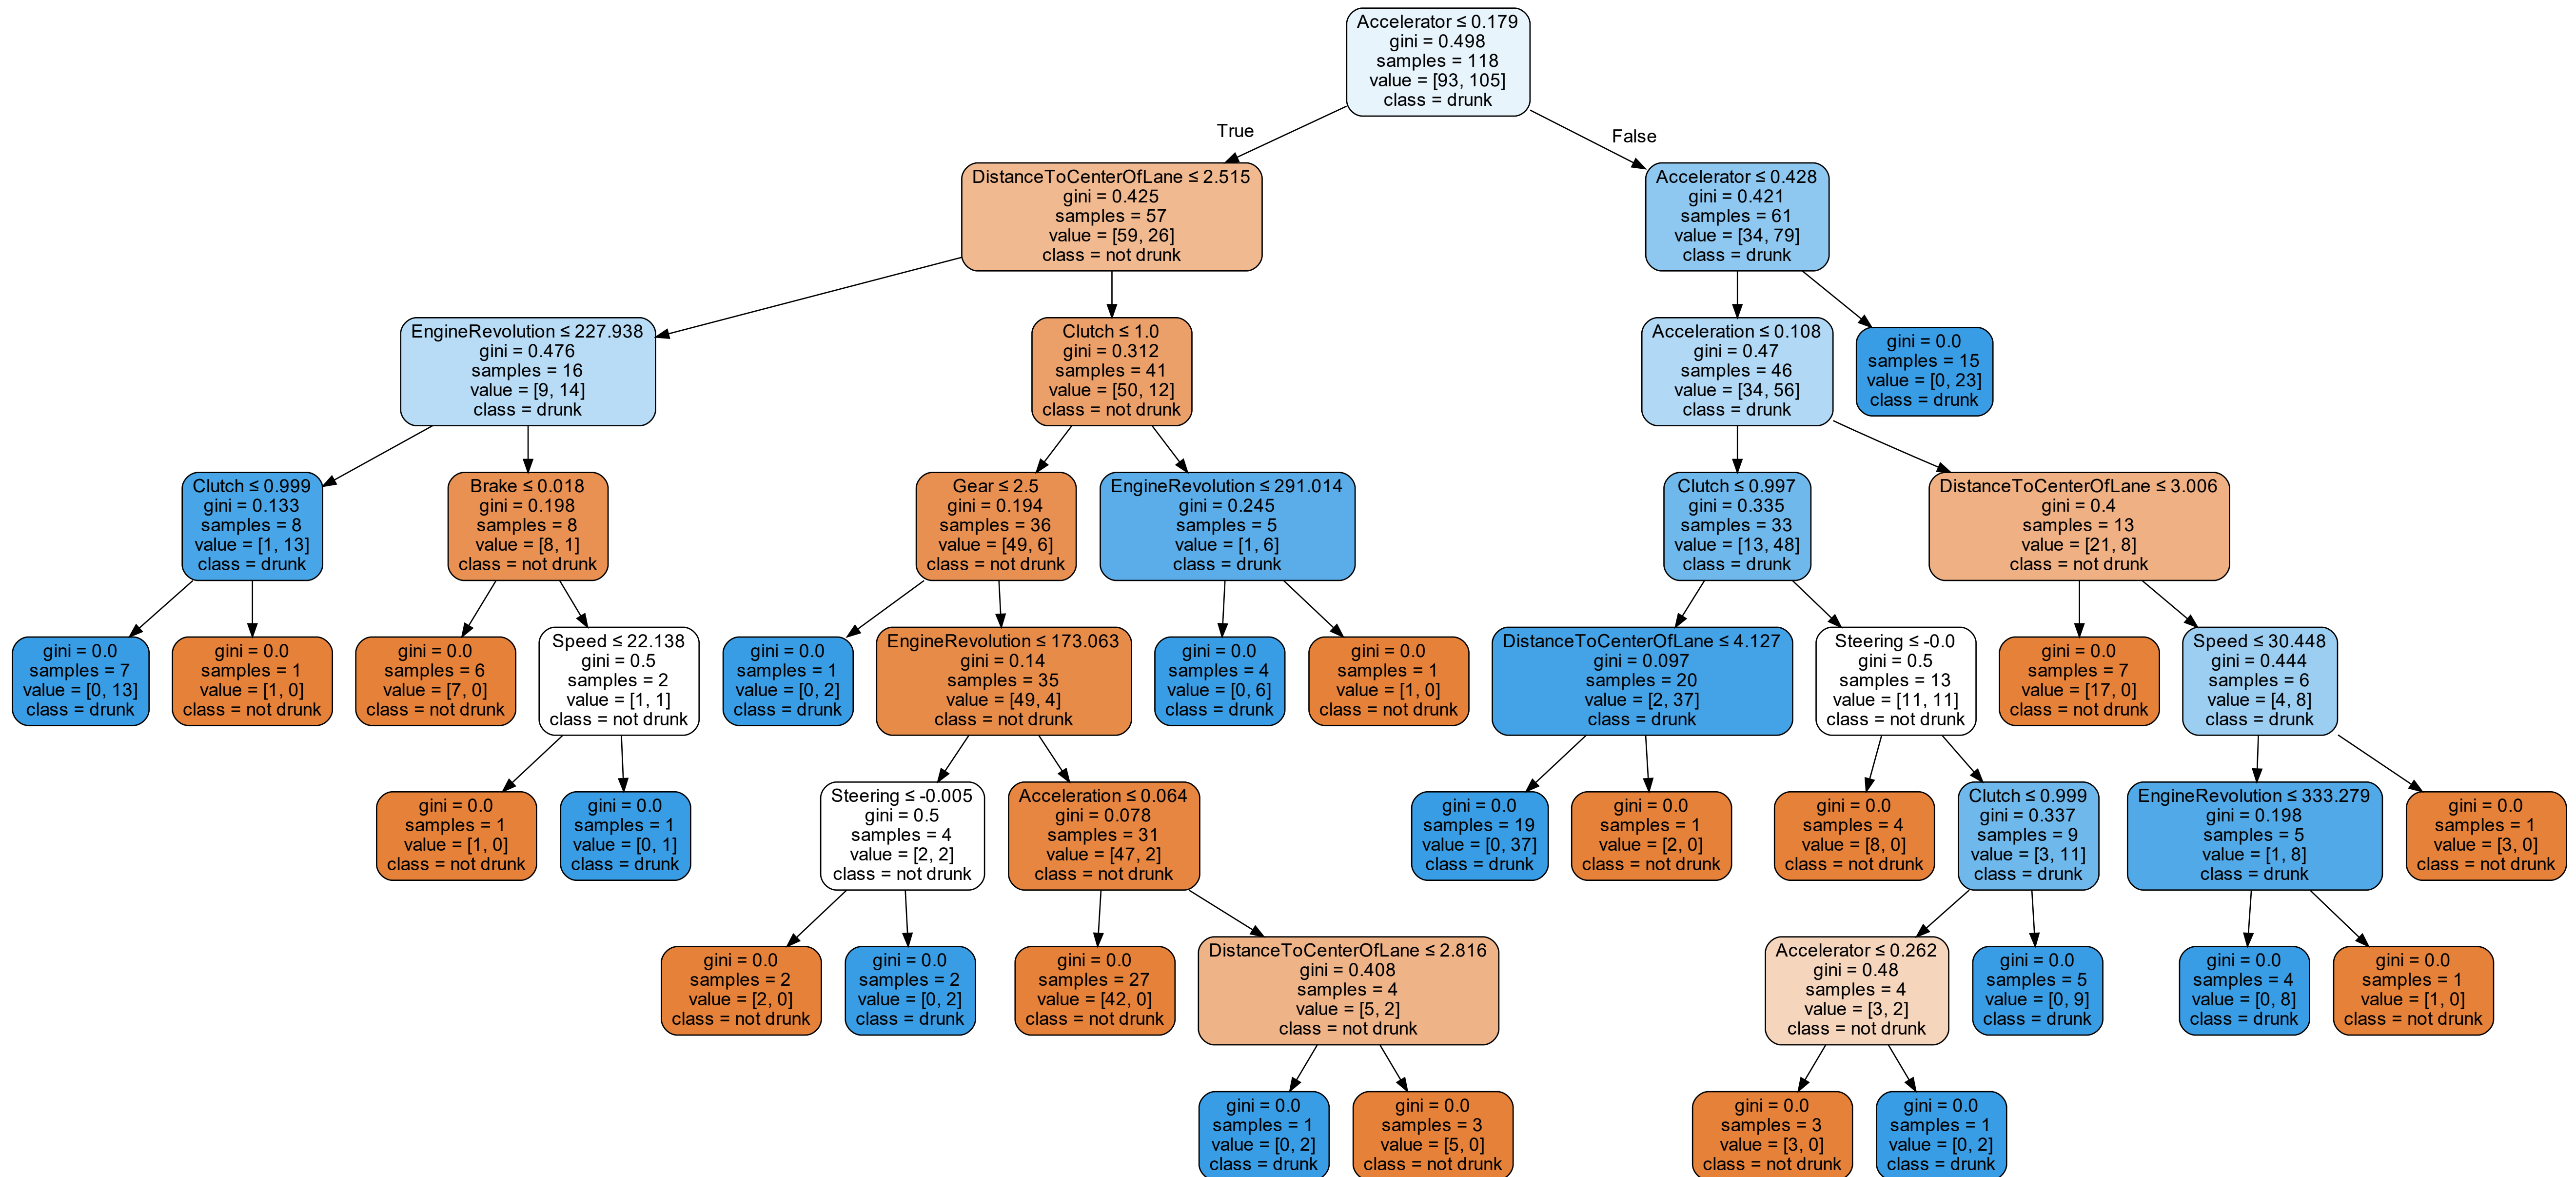 Accelerator ≤ 0.179
gini = 0.498
samples = 118
value = [93, 105]
class = drunk
True
False
DistanceToCenterOfLane ≤ 2.515
gini = 0.425
samples = 57
value = [59, 26]
class = not drunk
Accelerator ≤ 0.428
gini = 0.421
samples = 61
value = [34, 79]
class = drunk
EngineRevolution ≤ 227.938
gini = 0.476
samples = 16
value = [9, 14]
class = drunk
Clutch ≤ 1.0
gini = 0.312
samples = 41
value = [50, 12]
class = not drunk
Acceleration ≤ 0.108
gini = 0.47
samples = 46
value = [34, 56]
class = drunk
gini = 0.0
samples = 15
value = [0, 23]
class = drunk
Clutch ≤ 0.999
gini = 0.133
samples = 8
value = [1, 13]
class = drunk
Brake ≤ 0.018
gini = 0.198
samples = 8
value = [8, 1]
class = not drunk
Gear ≤ 2.5
gini = 0.194
samples = 36
value = [49, 6]
class = not drunk
EngineRevolution ≤ 291.014
gini = 0.245
samples = 5
value = [1, 6]
class = drunk
Clutch ≤ 0.997
gini = 0.335
samples = 33
value = [13, 48]
class = drunk
DistanceToCenterOfLane ≤ 3.006
gini = 0.4
samples = 13
value = [21, 8]
class = not drunk
gini = 0.0
samples = 7
value = [0, 13]
class = drunk
gini = 0.0
samples = 1
value = [1, 0]
class = not drunk
gini = 0.0
samples = 6
value = [7, 0]
class = not drunk
Speed ≤ 22.138
gini = 0.5
samples = 2
value = [1, 1]
class = not drunk
gini = 0.0
samples = 1
value = [0, 2]
class = drunk
EngineRevolution ≤ 173.063
gini = 0.14
samples = 35
value = [49, 4]
class = not drunk
gini = 0.0
samples = 4
value = [0, 6]
class = drunk
gini = 0.0
samples = 1
value = [1, 0]
class = not drunk
DistanceToCenterOfLane ≤ 4.127
gini = 0.097
samples = 20
value = [2, 37]
class = drunk
Steering ≤ -0.0
gini = 0.5
samples = 13
value = [11, 11]
class = not drunk
gini = 0.0
samples = 7
value = [17, 0]
class = not drunk
Speed ≤ 30.448
gini = 0.444
samples = 6
value = [4, 8]
class = drunk
gini = 0.0
samples = 1
value = [1, 0]
class = not drunk
gini = 0.0
samples = 1
value = [0, 1]
class = drunk
Steering ≤ -0.005
gini = 0.5
samples = 4
value = [2, 2]
class = not drunk
Acceleration ≤ 0.064
gini = 0.078
samples = 31
value = [47, 2]
class = not drunk
gini = 0.0
samples = 19
value = [0, 37]
class = drunk
gini = 0.0
samples = 1
value = [2, 0]
class = not drunk
gini = 0.0
samples = 4
value = [8, 0]
class = not drunk
Clutch ≤ 0.999
gini = 0.337
samples = 9
value = [3, 11]
class = drunk
EngineRevolution ≤ 333.279
gini = 0.198
samples = 5
value = [1, 8]
class = drunk
gini = 0.0
samples = 1
value = [3, 0]
class = not drunk
gini = 0.0
samples = 2
value = [2, 0]
class = not drunk
gini = 0.0
samples = 2
value = [0, 2]
class = drunk
gini = 0.0
samples = 27
value = [42, 0]
class = not drunk
DistanceToCenterOfLane ≤ 2.816
gini = 0.408
samples = 4
value = [5, 2]
class = not drunk
Accelerator ≤ 0.262
gini = 0.48
samples = 4
value = [3, 2]
class = not drunk
gini = 0.0
samples = 5
value = [0, 9]
class = drunk
gini = 0.0
samples = 4
value = [0, 8]
class = drunk
gini = 0.0
samples = 1
value = [1, 0]
class = not drunk
gini = 0.0
samples = 1
value = [0, 2]
class = drunk
gini = 0.0
samples = 3
value = [5, 0]
class = not drunk
gini = 0.0
samples = 3
value = [3, 0]
class = not drunk
gini = 0.0
samples = 1
value = [0, 2]
class = drunk